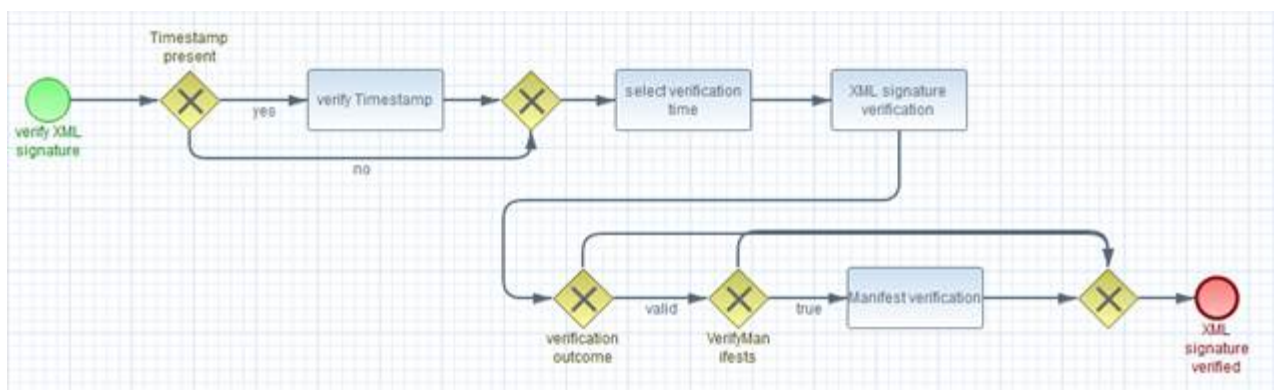 Timestamp
present
verify XML
signature
yes
verify Timestamp
no
select verification
time
XML signature
verification
verification
outcome
valid
VerifyMan
ifests
true
Manifest verification
XML
signature
verified